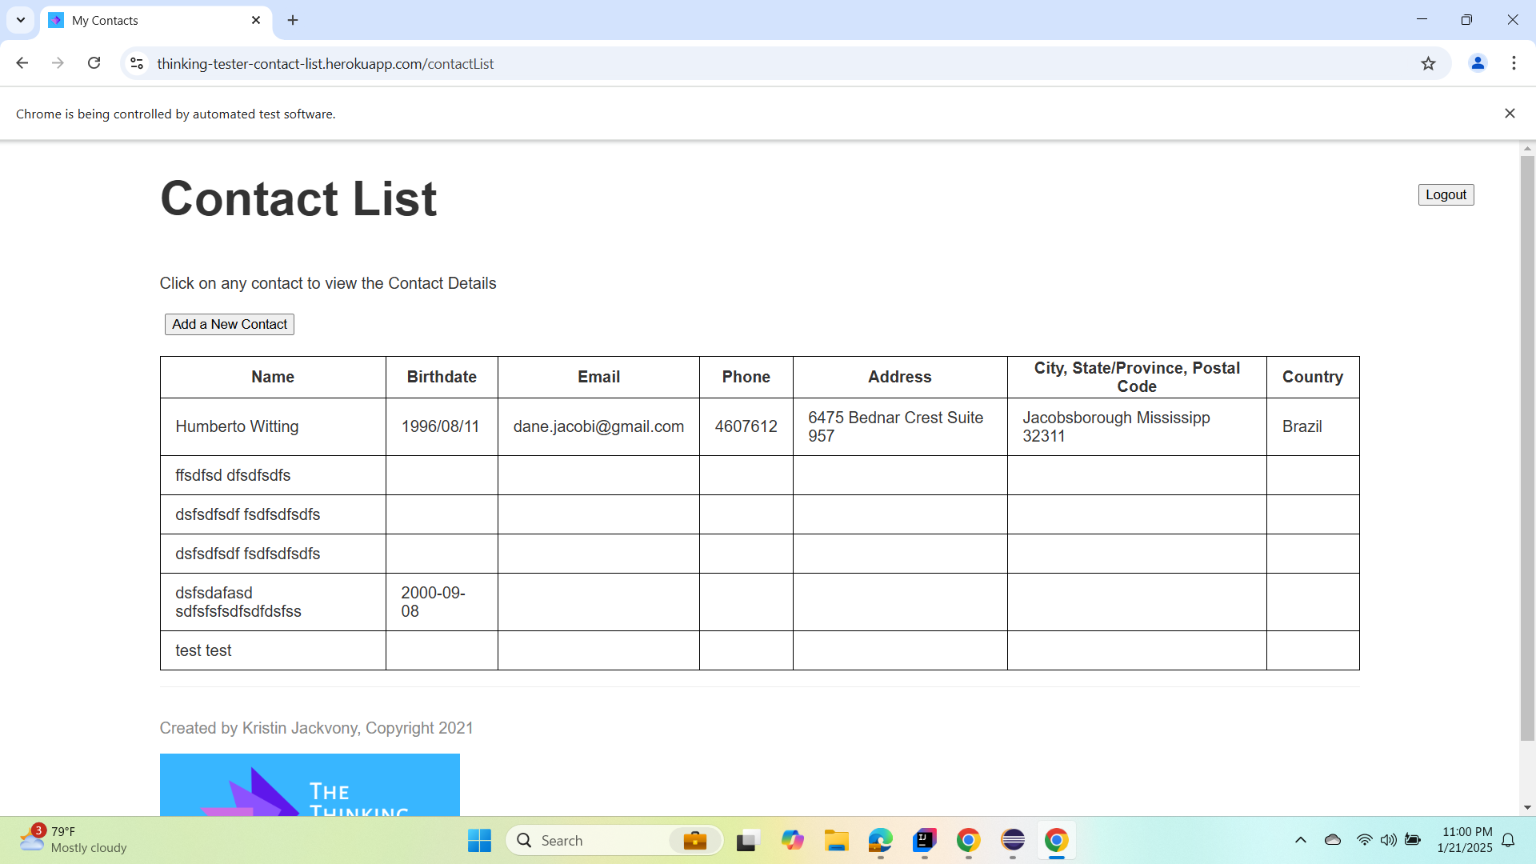 My Contacts
thinking-tester-contact-list.herokuapp.com/contactList
Chrome is being controlled by automated test software.
Contact List
Logout
Click on any contact to view the Contact Details
Add a New Contact
Name Birthdate Email Phone Address City, State/Province, Postal Code Country
Humberto Witting 1996/08/11 dane.jacobi@gmail.com 4607612 6475 Bednar Crest Suite 957 Jacobsborough Mississipp 32311 Brazil
ffsdfsd dfsdfsdfs
dsfsdfsdf fsdfsdfsdfs
dsfsdfsdf fsdfsdfsdfs
dsfsdafasd sdfsfsfsdfsdfdsfss 2000-09-08
test test
Created by Kristin Jackvony, Copyright 2021
THE
THINKING
3
79°F
Mostly cloudy
Search
11:00 PM
1/21/2025